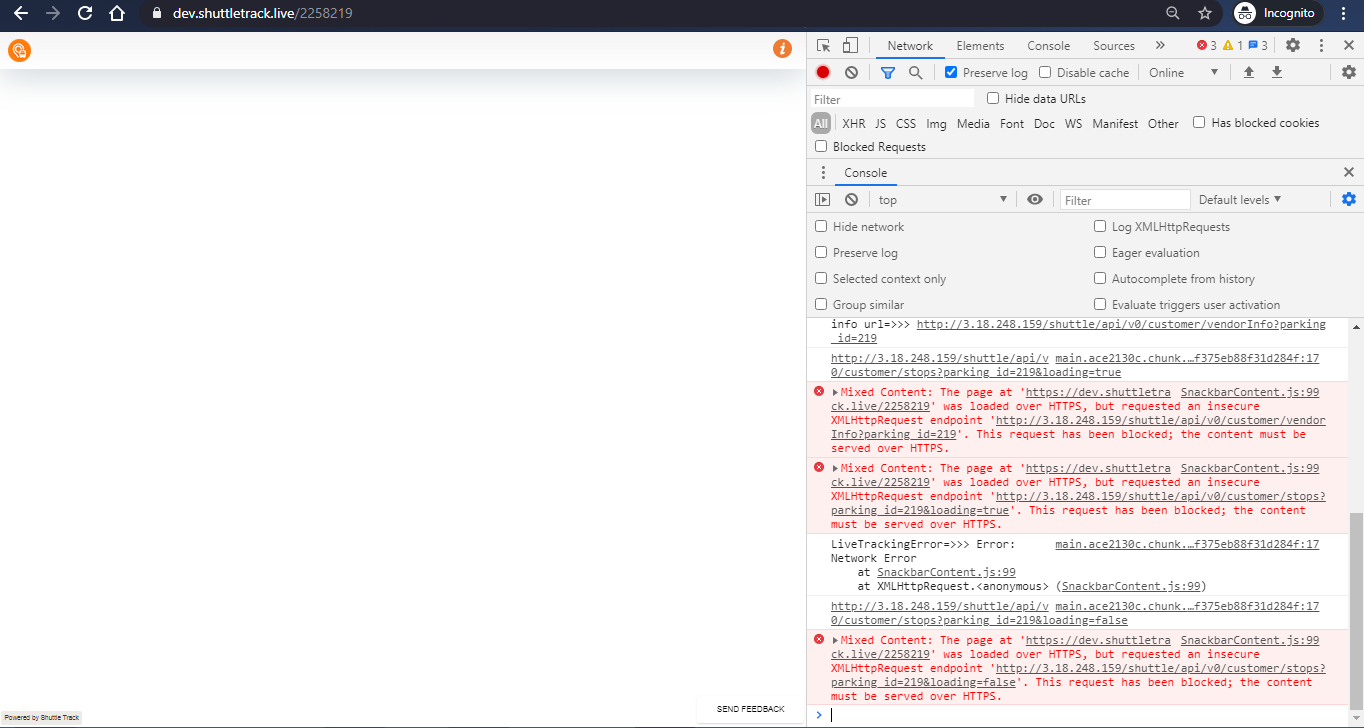 dev.shuttletrack.live/2258219
Incognito
i
Network Elements Console Sources » 3 1 3
Preserve log Disable cache Online
Filter Hide data URLs
All XHR JS CSS Img Media Font Doc WS Manifest Other Has blocked cookies
Blocked Requests
Console
top Filter Default levels
Hide network Log XMLHttpRequests
Preserve log Eager evaluation
Selected context only Autocomplete from history
Group similar Evaluate triggers user activation
info url=>>> http://3.18.248.159/shuttle/api/v0/customer/vendorInfo?parking
_id=219
http://3.18.248.159/shuttle/api/v main.ace2130c.chunk.…f375eb88f31d284f:17
0/customer/stops?parking_id=219&loading=true
Mixed Content: The page at 'https://dev.shuttletra SnackbarContent.js:99
ck.live/2258219' was loaded over HTTPS, but requested an insecure
XMLHttpRequest endpoint 'http://3.18.248.159/shuttle/api/v0/customer/vendor
Info?parking_id=219'. This request has been blocked; the content must be
served over HTTPS.
Mixed Content: The page at 'https://dev.shuttletra SnackbarContent.js:99
ck.live/2258219' was loaded over HTTPS, but requested an insecure
XMLHttpRequest endpoint 'http://3.18.248.159/shuttle/api/v0/customer/stops?
parking_id=219&loading=true'. This request has been blocked; the content
must be served over HTTPS.
LiveTrackingError=>>> Error: main.ace2130c.chunk.…f375eb88f31d284f:17
Network Error
at SnackbarContent.js:99
at XMLHttpRequest.<anonymous> (SnackbarContent.js:99)
http://3.18.248.159/shuttle/api/v main.ace2130c.chunk.…f375eb88f31d284f:17
0/customer/stops?parking_id=219&loading=false
Mixed Content: The page at 'https://dev.shuttletra SnackbarContent.js:99
ck.live/2258219' was loaded over HTTPS, but requested an insecure
XMLHttpRequest endpoint 'http://3.18.248.159/shuttle/api/v0/customer/stops?
parking_id=219&loading=false'. This request has been blocked; the content
must be served over HTTPS.
SEND FEEDBACK
Powered by Shuttle Track